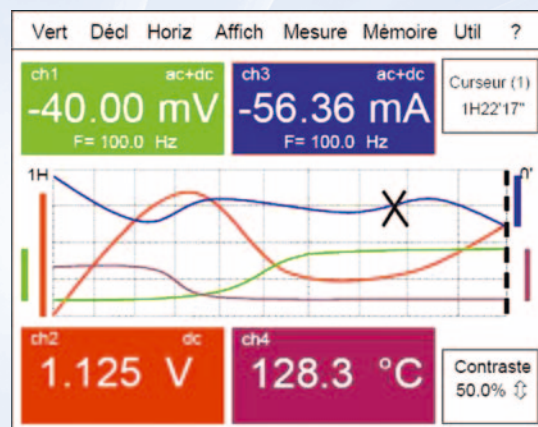 Vert Décl Horiz Affich Mesure Mémoire Util ?
ch1 ac+dc
-40.00 mV
F= 100.0 Hz
ch3 ac+dc
-56.36 mA
F= 100.0 Hz
Curseur (1)
1H22'17"
1H
0'
ch2 dc
1.125 V
ch4
128.3 °C
Contraste
50.0%